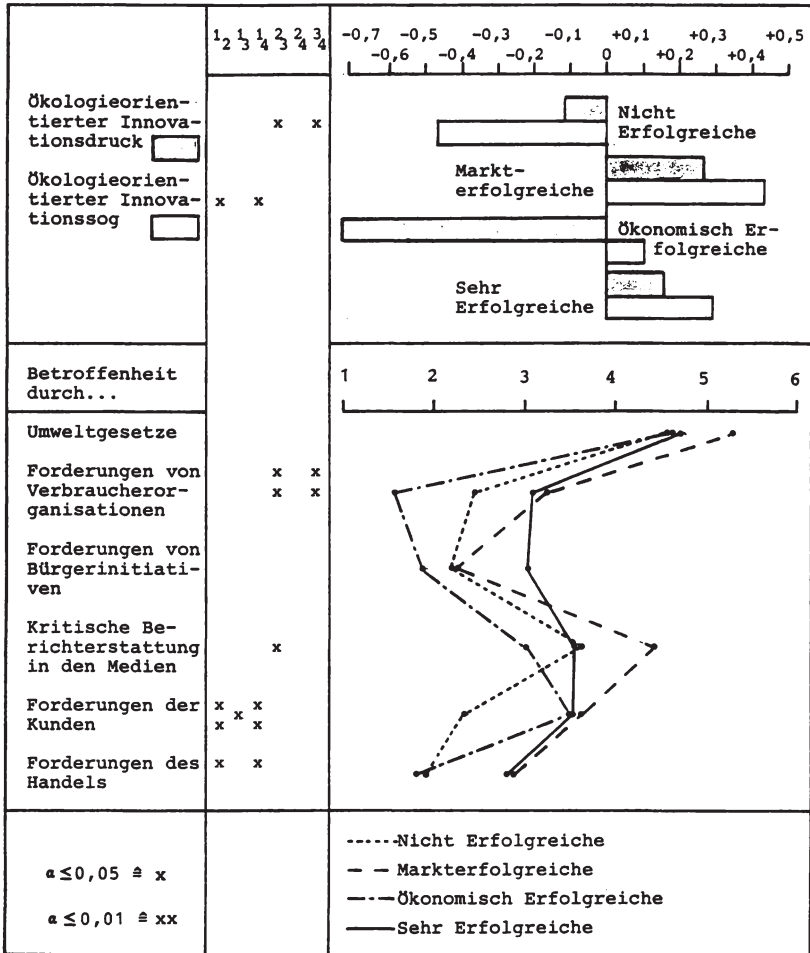 1 1 1 2 2 3
2 3 4 3 4 4
-0,7 -0,5 -0,3 -0,1 +0,1 +0,3 +0,5
-0,6 -0,4 -0,2 0 +0,2 +0,4
Ökologieorien-
tierter Innova-
tionsdruck
x x
Ökologieorien-
tierter Innova-
tionssog
x x
Nicht
Erfolgreiche
Markt-
erfolgreiche
Ökonomisch Er-
folgreiche
Sehr
Erfolgreiche
Betroffenheit
durch...
1 2 3 4 5 6
Umweltgesetze
Forderungen von x x
Verbraucheror- x x
ganisationen
Forderungen von
Bürgerinitiati-
ven
Kritische Be-
richterstattung x
in den Medien
Forderungen der x x
x
Kunden x x
Forderungen des x x
Handels
α ≤ 0,05 ≙ x
α ≤ 0,01 ≙ xx
Nicht Erfolgreiche
Markterfolgreiche
Ökonomisch Erfolgreiche
Sehr Erfolgreiche